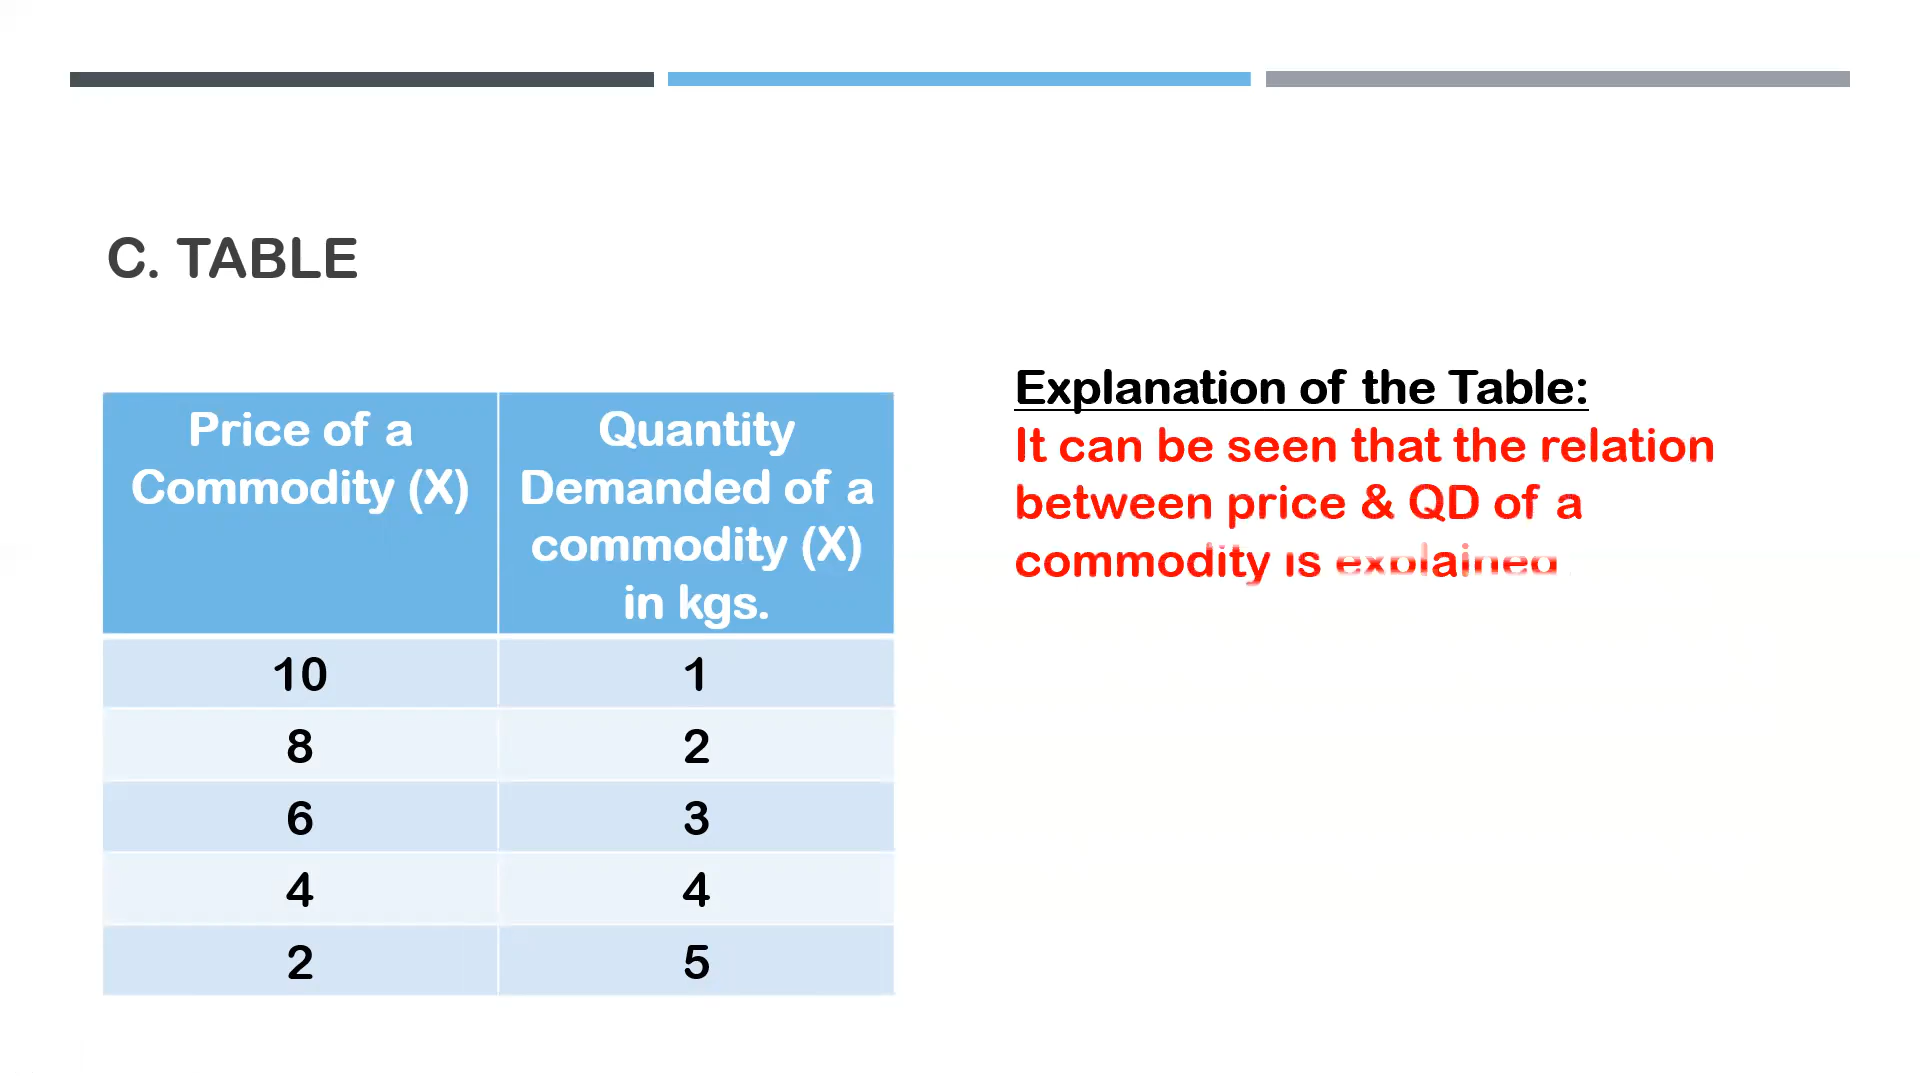 C. TABLE
Price of a
Commodity (X)
Quantity
Demanded of a
commodity (X)
in kgs.
10 1
8 2
6 3
4 4
2 5
Explanation of the Table:
It can be seen that the relation
between price & QD of a
commodity is explained